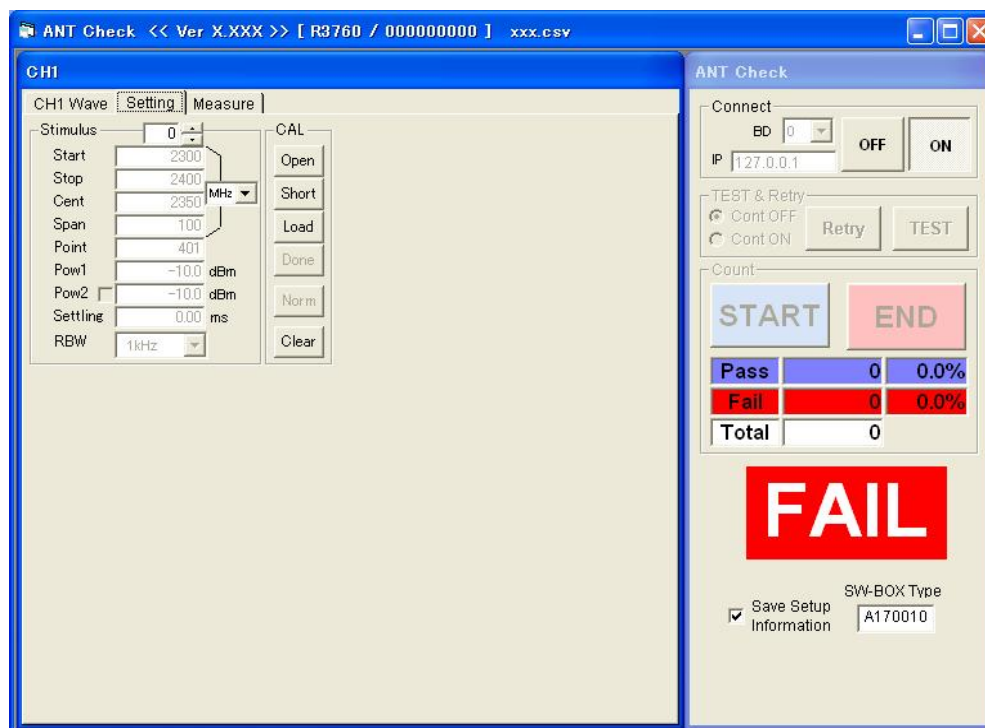 ANT Check << Ver X.XXX >> [ R3760 / 000000000 ] xxx.csv
CH1
CH1 Wave Setting Measure
Stimulus 0
Start 2300
Stop 2400
Cent 2350
MHz
Span 100
Point 401
Pow1 -10.0 dBm
Pow2 -10.0 dBm
Settling 0.00 ms
RBW 1kHz
CAL
Open
Short
Load
Done
Norm
Clear
ANT Check
Connect
BD 0
IP 127.0.0.1
OFF ON
TEST & Retry
Cont OFF
Cont ON
Retry TEST
Count
START END
Pass 0 0.0%
Fail 0 0.0%
Total 0
FAIL
Save Setup
Information
SW-BOX Type
A170010